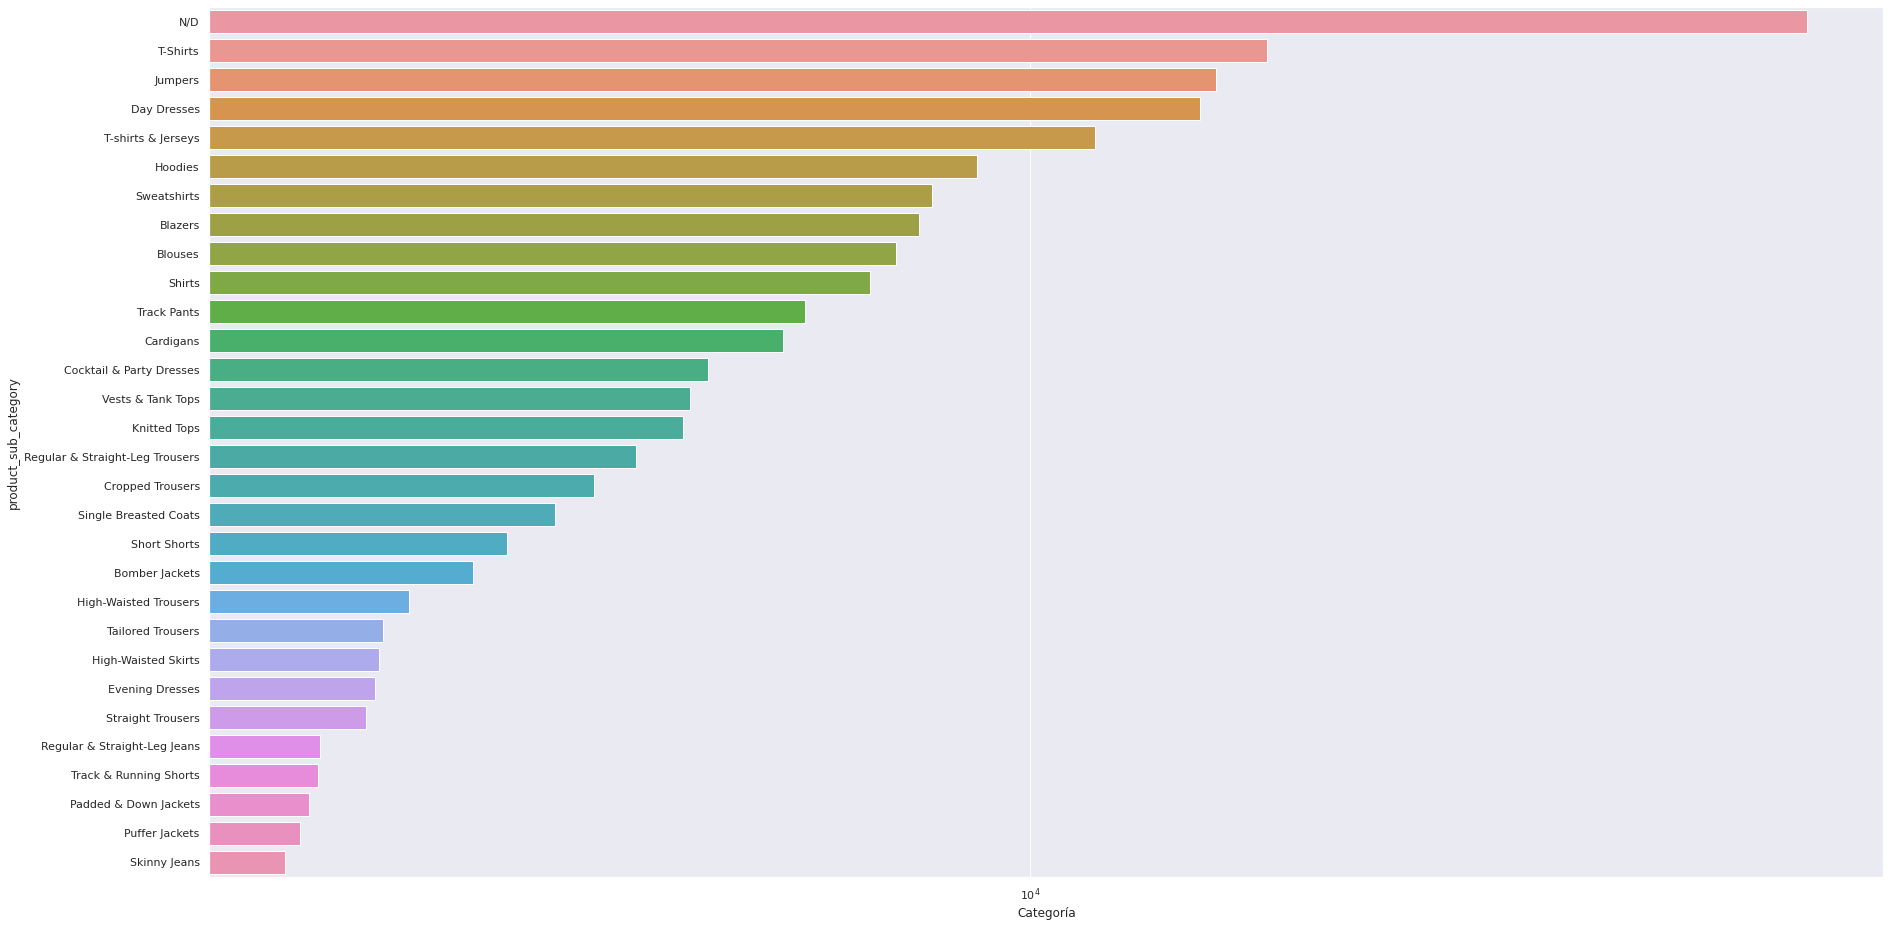 N/D
T-Shirts
Jumpers
Day Dresses
T-shirts & Jerseys
Hoodies
Sweatshirts
Blazers
Blouses
Shirts
Track Pants
Cardigans
Cocktail & Party Dresses
Vests & Tank Tops
Knitted Tops
Regular & Straight-Leg Trousers
Cropped Trousers
Single Breasted Coats
Short Shorts
Bomber Jackets
High-Waisted Trousers
Tailored Trousers
High-Waisted Skirts
Evening Dresses
Straight Trousers
Regular & Straight-Leg Jeans
Track & Running Shorts
Padded & Down Jackets
Puffer Jackets
Skinny Jeans
product_sub_category
10⁴
Categoría